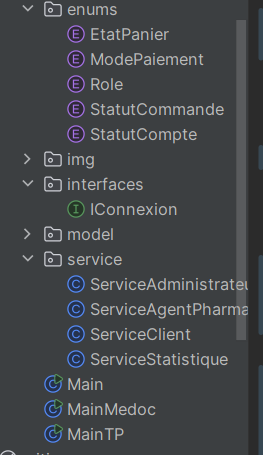 enums
EtatPanier
ModePaiement
Role
StatutCommande
StatutCompte
img
interfaces
IConnexion
model
service
ServiceAdministrateu
ServiceAgentPharma
ServiceClient
ServiceStatistique
Main
MainMedoc
MainTP